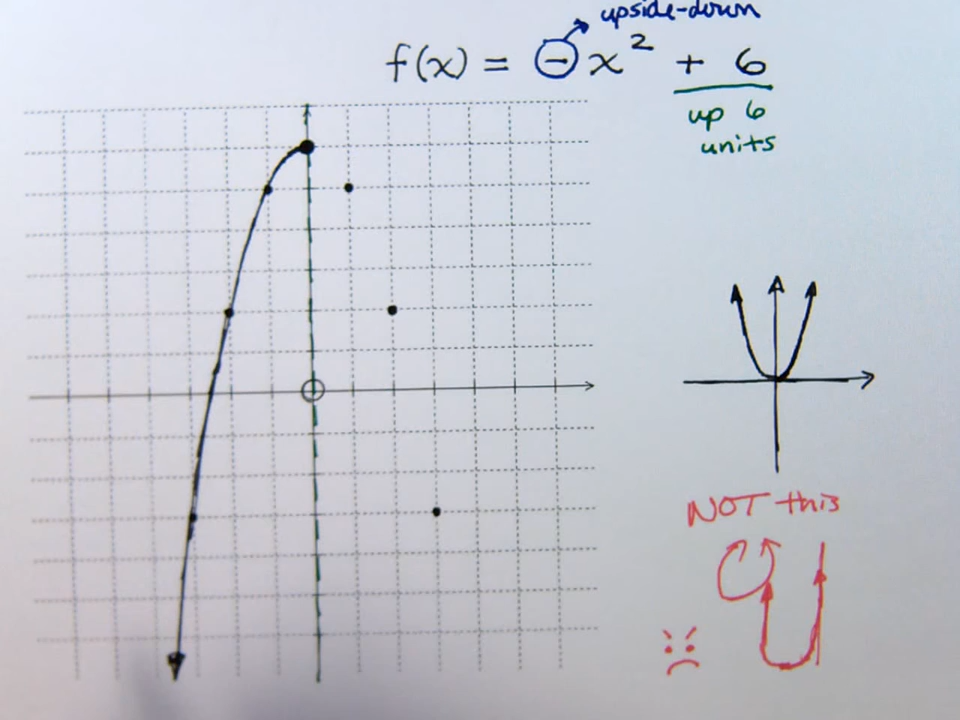 upside-down
f(x) = -x² + 6
up 6
units
NOT this